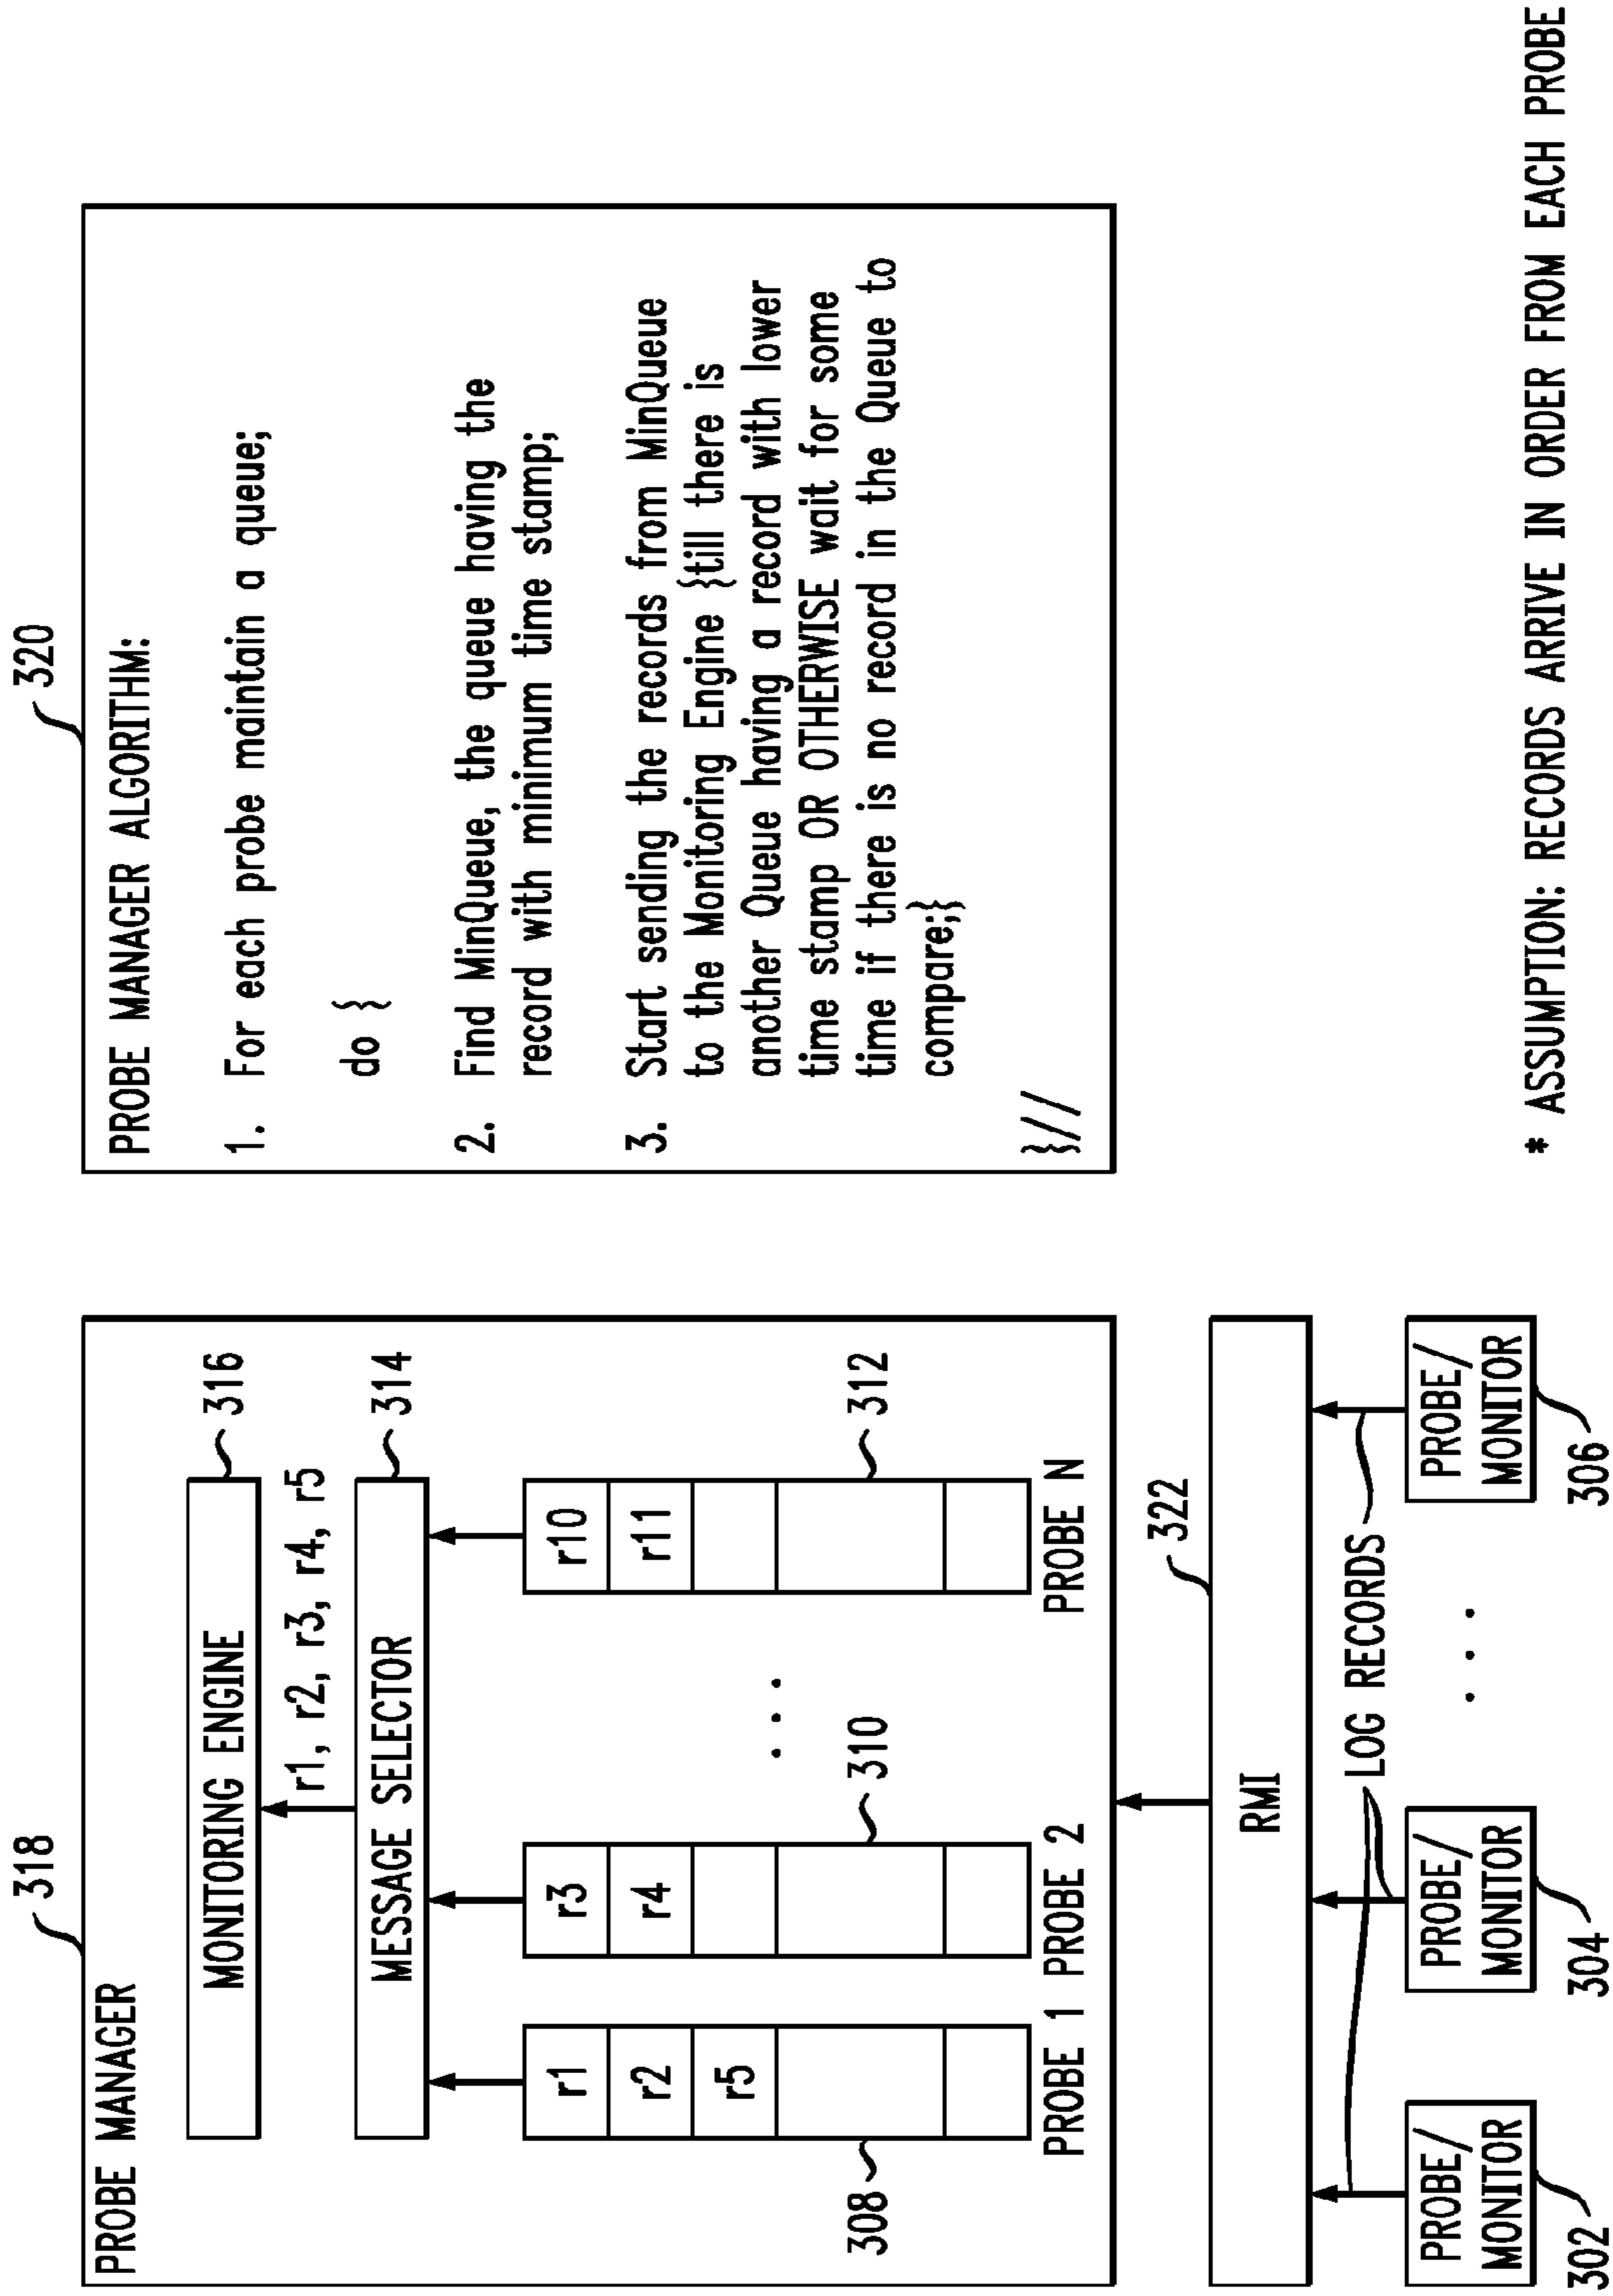 318
PROBE MANAGER
MONITORING ENGINE
316
r1, r2, r3, r4, r5
MESSAGE SELECTOR
314
r1
r2
r5
308
PROBE 1
r3
r4
310
PROBE 2
. . .
r10
r11
312
PROBE N
322
RMI
LOG RECORDS
PROBE/
MONITOR
302
PROBE/
MONITOR
304
. . .
PROBE/
MONITOR
306
320
PROBE MANAGER ALGORITHM:
1. For each probe maintain a queue;
do }
2. Find MinQueue, the queue having the
record with minimum time stamp;
3. Start sending the records from MinQueue
to the Monitoring Engine {till there is
another Queue having a record with lower
time stamp OR OTHERWISE wait for some
time if there is no record in the Queue to
compare;}
}//
* ASSUMPTION: RECORDS ARRIVE IN ORDER FROM EACH PROBE